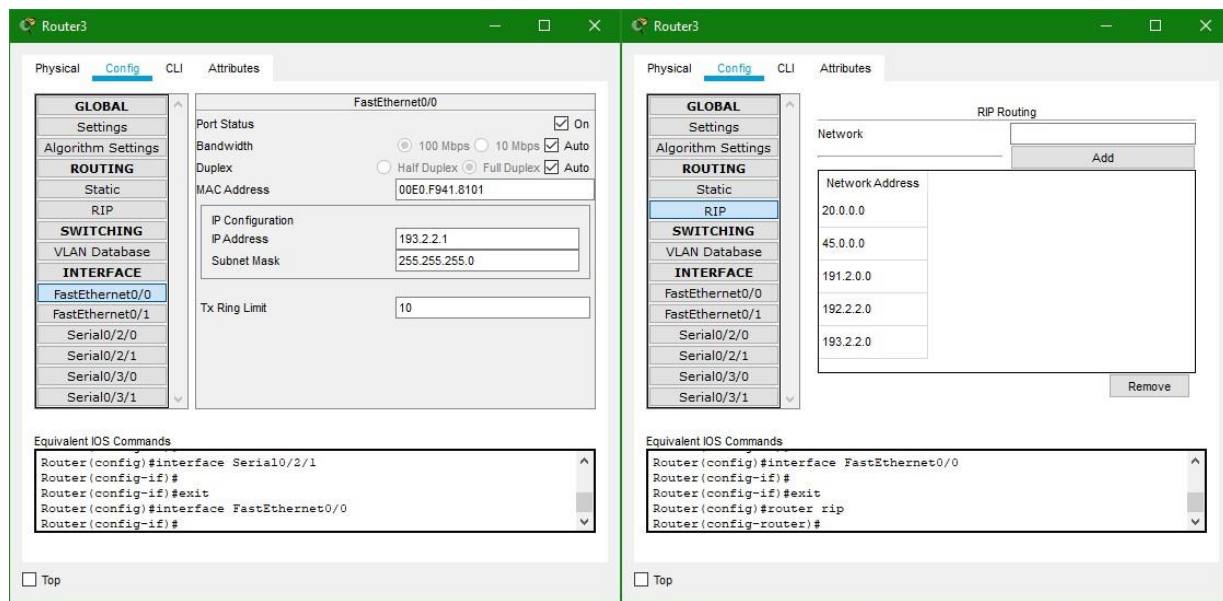 Router3
Physical Config CLI Attributes
GLOBAL
Settings
Algorithm Settings
ROUTING
Static
RIP
SWITCHING
VLAN Database
INTERFACE
FastEthernet0/0
FastEthernet0/1
Serial0/2/0
Serial0/2/1
Serial0/3/0
Serial0/3/1
FastEthernet0/0
Port Status On
Bandwidth 100 Mbps 10 Mbps Auto
Duplex Half Duplex Full Duplex Auto
MAC Address 00E0.F941.8101
IP Configuration
IP Address 193.2.2.1
Subnet Mask 255.255.255.0
Tx Ring Limit 10
Equivalent IOS Commands
Router(config)#interface Serial0/2/1
Router(config-if)#
Router(config-if)#exit
Router(config)#interface FastEthernet0/0
Router(config-if)#
Top
Router3
Physical Config CLI Attributes
GLOBAL
Settings
Algorithm Settings
ROUTING
Static
RIP
SWITCHING
VLAN Database
INTERFACE
FastEthernet0/0
FastEthernet0/1
Serial0/2/0
Serial0/2/1
Serial0/3/0
Serial0/3/1
RIP Routing
Network
Add
Network Address
20.0.0.0
45.0.0.0
191.2.0.0
192.2.2.0
193.2.2.0
Remove
Equivalent IOS Commands
Router(config)#interface FastEthernet0/0
Router(config-if)#
Router(config-if)#exit
Router(config)#router rip
Router(config-router)#
Top